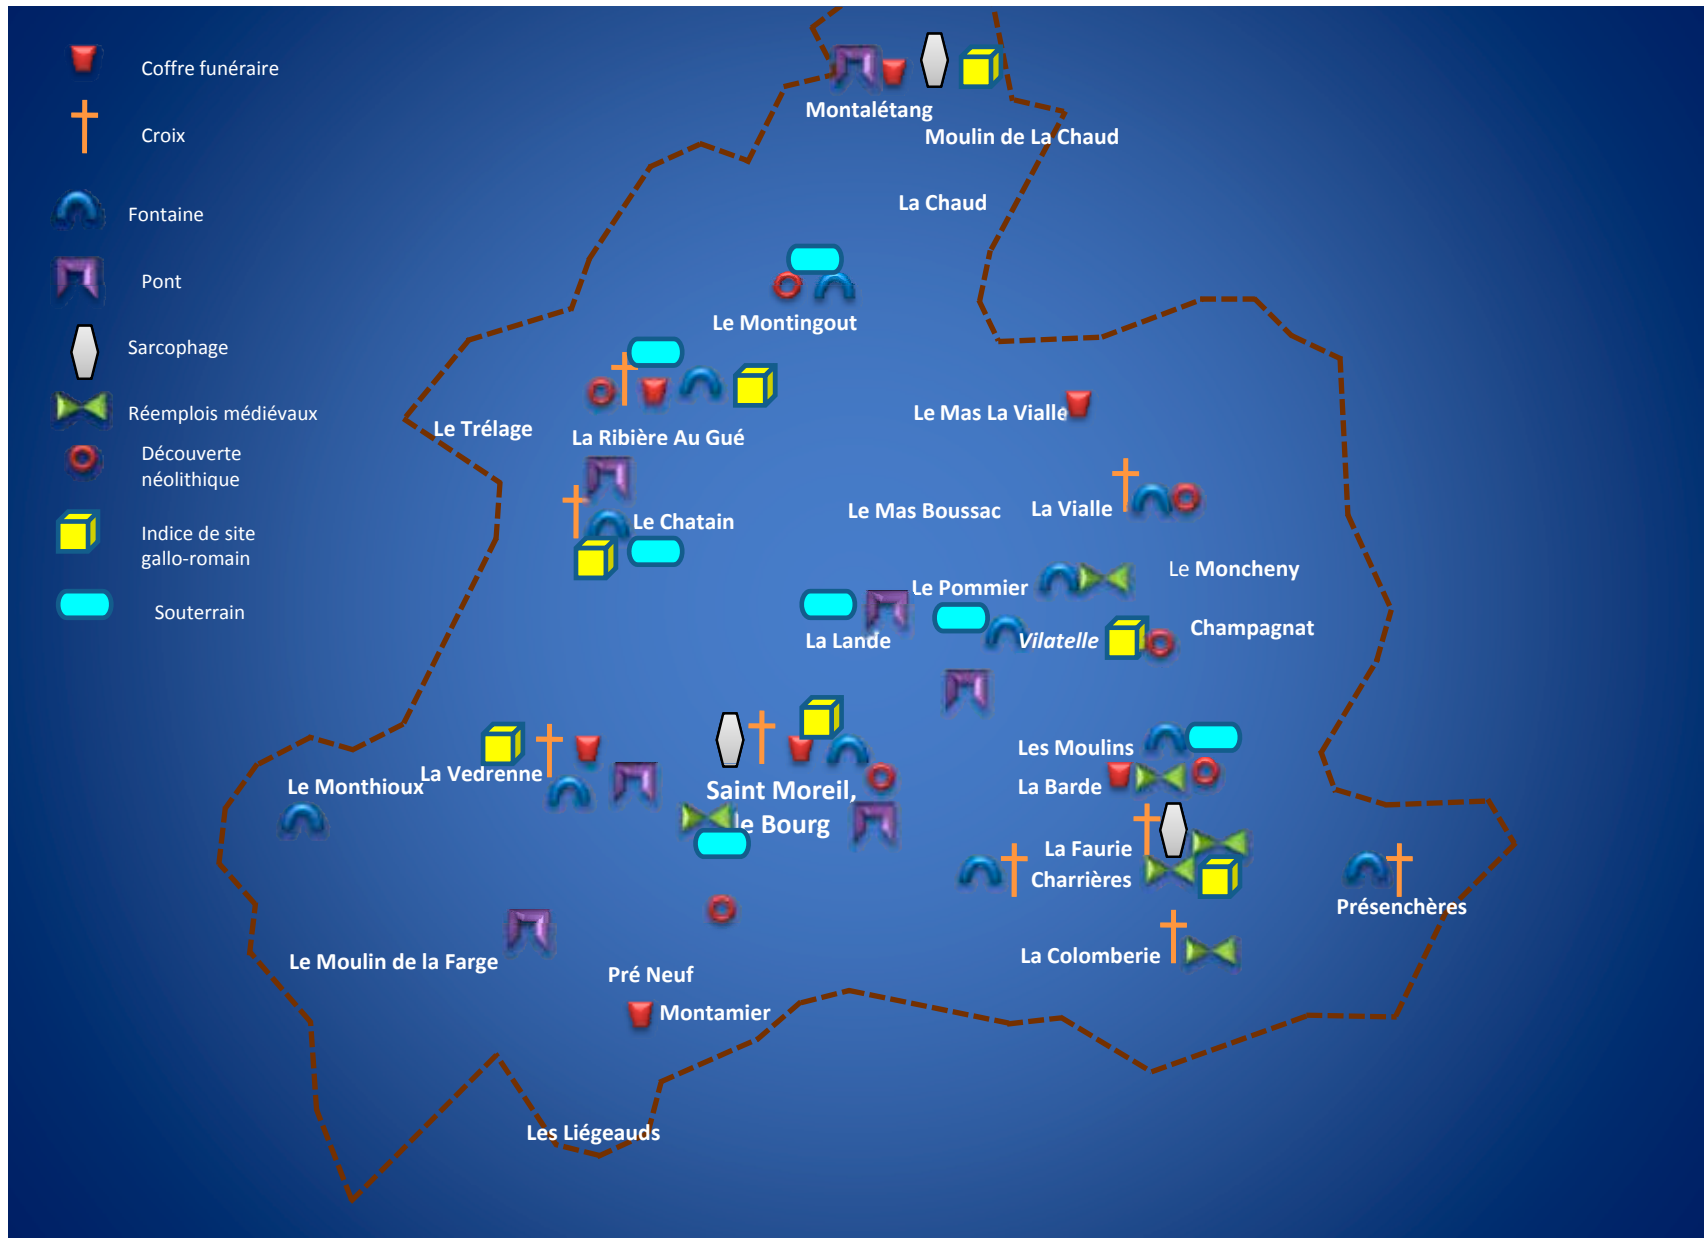 Coffre funéraire
Croix
Fontaine
Pont
Sarcophage
Réemplois médiévaux
Découverte
néolithique
Indice de site
gallo-romain
Souterrain
Montalétang
Moulin de La Chaud
La Chaud
Le Montingout
Le Mas La Vialle
Le Trélage
La Ribière Au Gué
Le Mas Boussac
La Vialle
Le Chatain
Le Moncheny
Le Pommier
Champagnat
La Lande
Vilatelle
Les Moulins
La Vedrenne
Le Monthioux
La Barde
Saint Moreil,
le Bourg
La Faurie
Charrières
Présenchères
La Colomberie
Le Moulin de la Farge
Pré Neuf
Montamier
Les Liégeauds